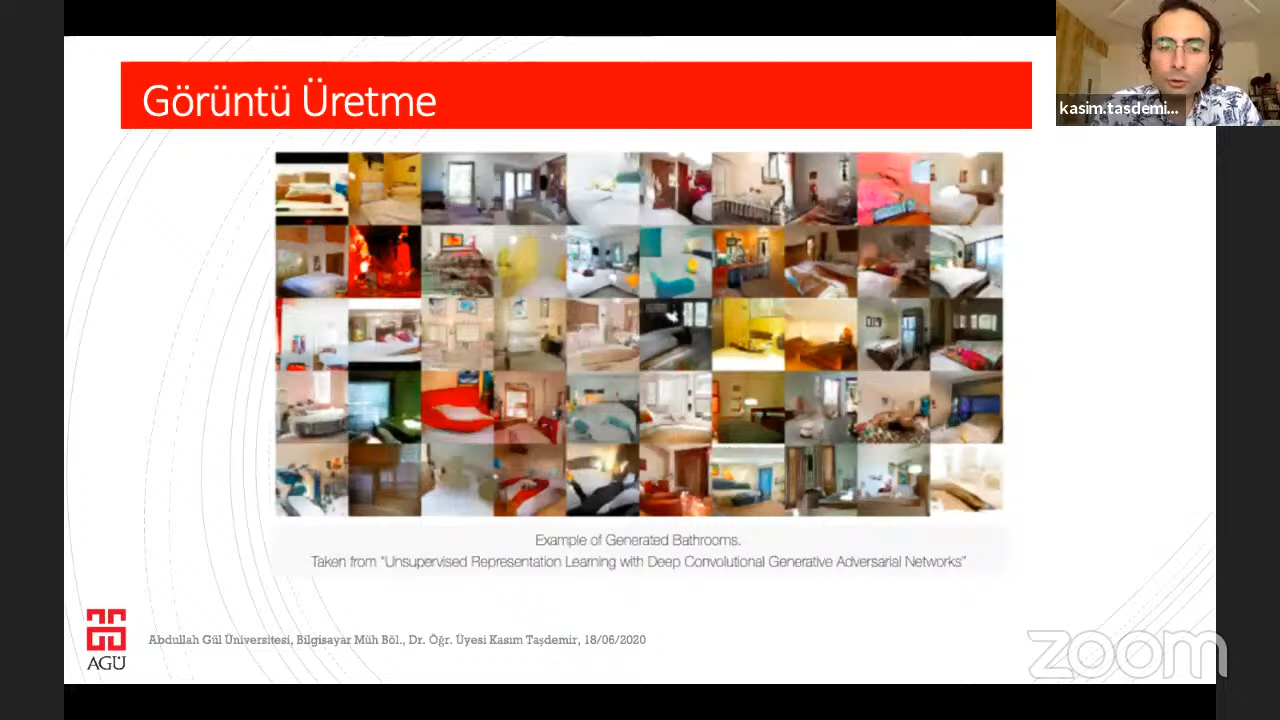 Görüntü Üretme
kasim.tasdemi...
Example of Generated Bathrooms.
Taken from "Unsupervised Representation Learning with Deep Convolutional Generative Adversarial Networks"
AGÜ
Abdullah Gül Üniversitesi, Bilgisayar Müh Böl., Dr. Öğr. Üyesi Kasım Taşdemir, 18/06/2020
zoom